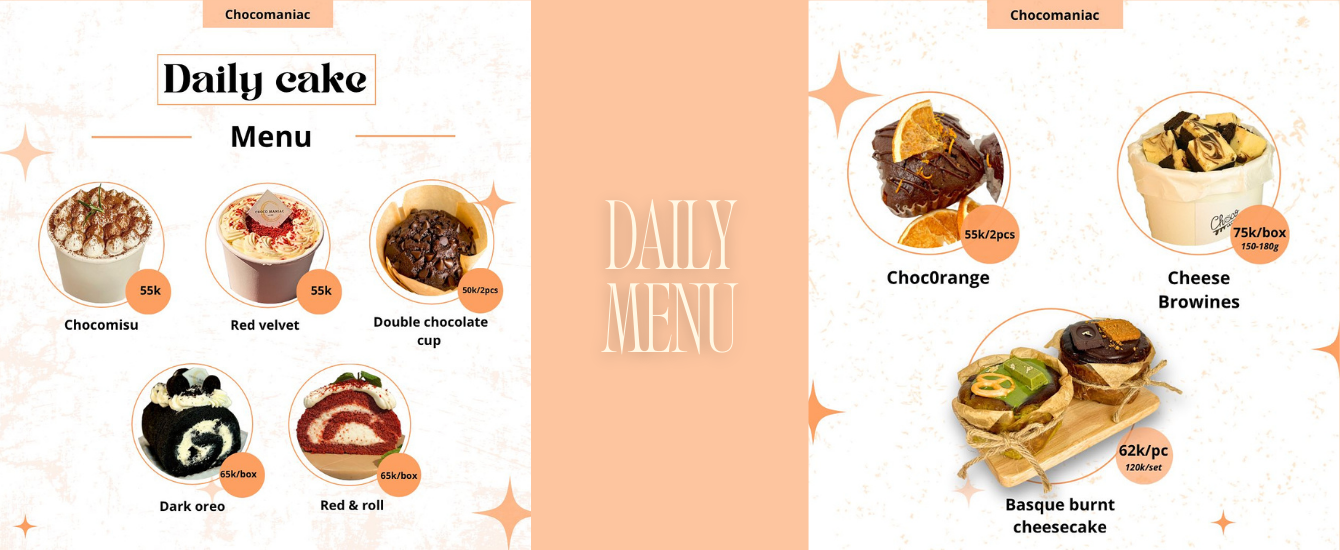 Chocomaniac
Daily cake
Menu
55k
55k
50k/2pcs
Chocomisu
Red velvet
Double chocolate
cup
65k/box
65k/box
Dark oreo
Red & roll
DAILY
MENU
Chocomaniac
55k/2pcs
75k/box
150-180g
Choc0range
Cheese
Browines
62k/pc
120k/set
Basque burnt
cheesecake